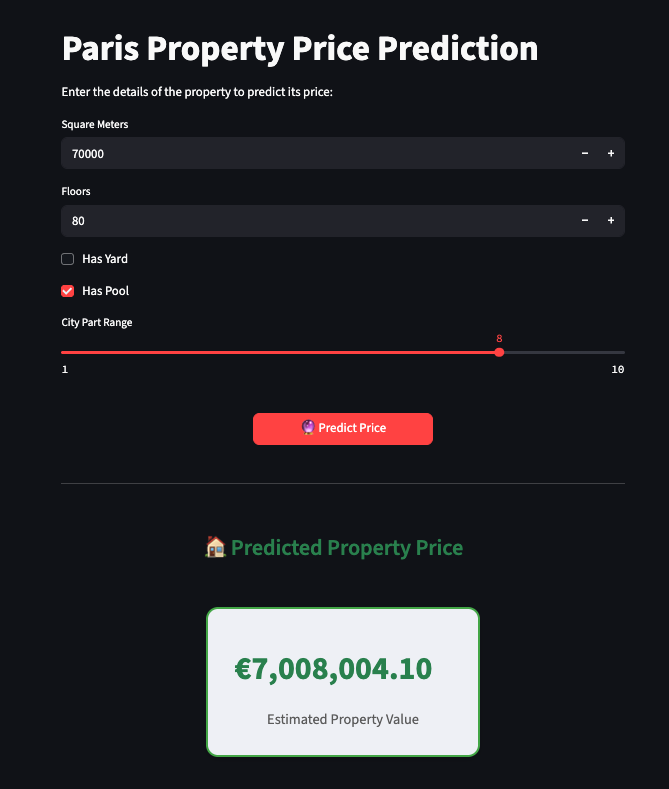 Paris Property Price Prediction
Enter the details of the property to predict its price:
Square Meters
70000 − +
Floors
80 − +
Has Yard
Has Pool
City Part Range
8
1 10
🔮 Predict Price
🏠 Predicted Property Price
€7,008,004.10
Estimated Property Value